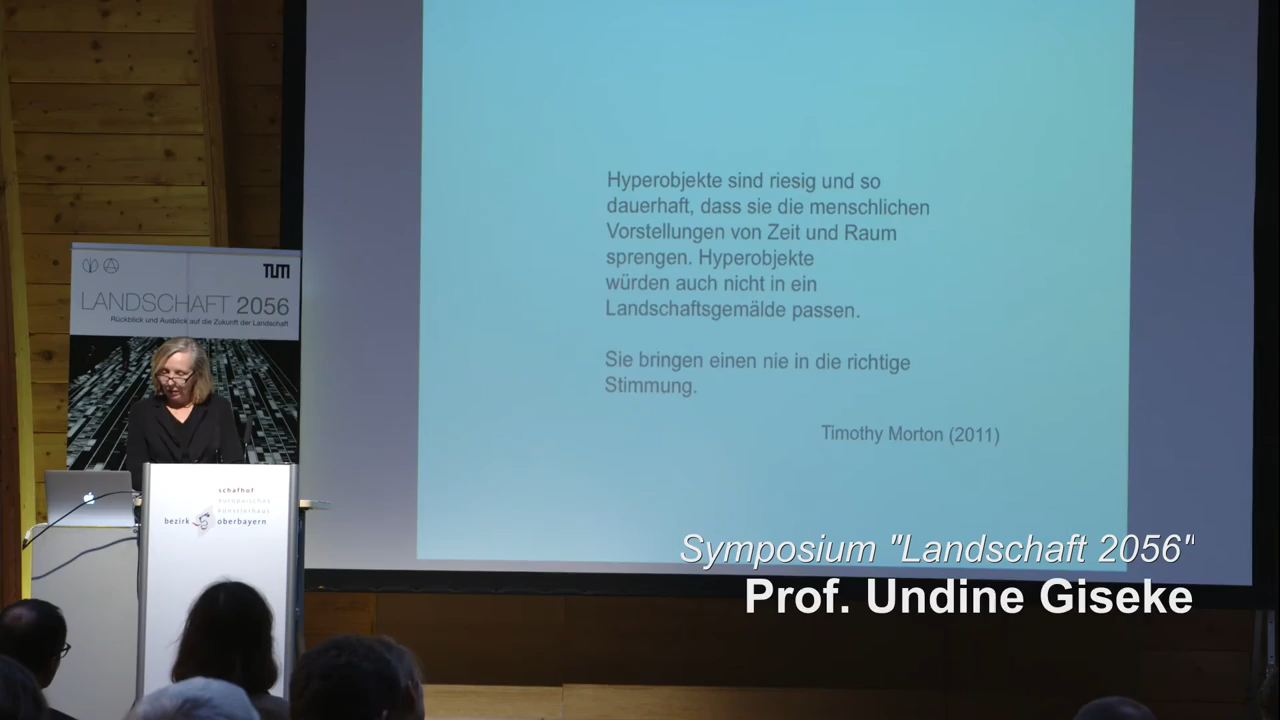 Hyperobjekte sind riesig und so
dauerhaft, dass sie die menschlichen
Vorstellungen von Zeit und Raum
sprengen. Hyperobjekte
würden auch nicht in ein
Landschaftsgemälde passen.
Sie bringen einen nie in die richtige
Stimmung.
Timothy Morton (2011)
TUM
LANDSCHAFT 2056
Rückblick und Ausblick auf die Zukunft der Landschaft
schafhof
europäisches
künstlerhaus
bezirk oberbayern
Symposium "Landschaft 2056"
Prof. Undine Giseke